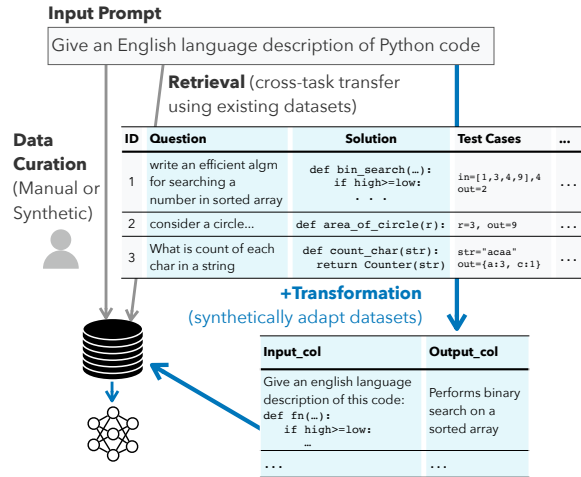 Input Prompt
Give an English language description of Python code
Retrieval (cross-task transfer
using existing datasets)
Data
Curation
(Manual or
Synthetic)
ID Question Solution Test Cases ...
1 write an efficient algm
for searching a
number in sorted array
def bin_search(…):
if high>=low:
. . .
in=[1,3,4,9],4
out=2
...
2 consider a circle... def area_of_circle(r): r=3, out=9 ...
3 What is count of each
char in a string
def count_char(str):
return Counter(str)
str="acaa"
out={a:3, c:1}
...
+Transformation
(synthetically adapt datasets)
Input_col Output_col
Give an english language
description of this code:
def fn(…):
if high>=low:
…
Performs binary
search on a
sorted array
... ...